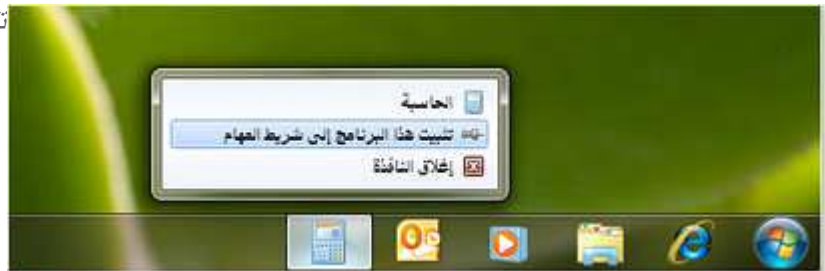 الحاسبة
تثبيت هذا البرنامج إلى شريط المهام
إغلاق النافذة